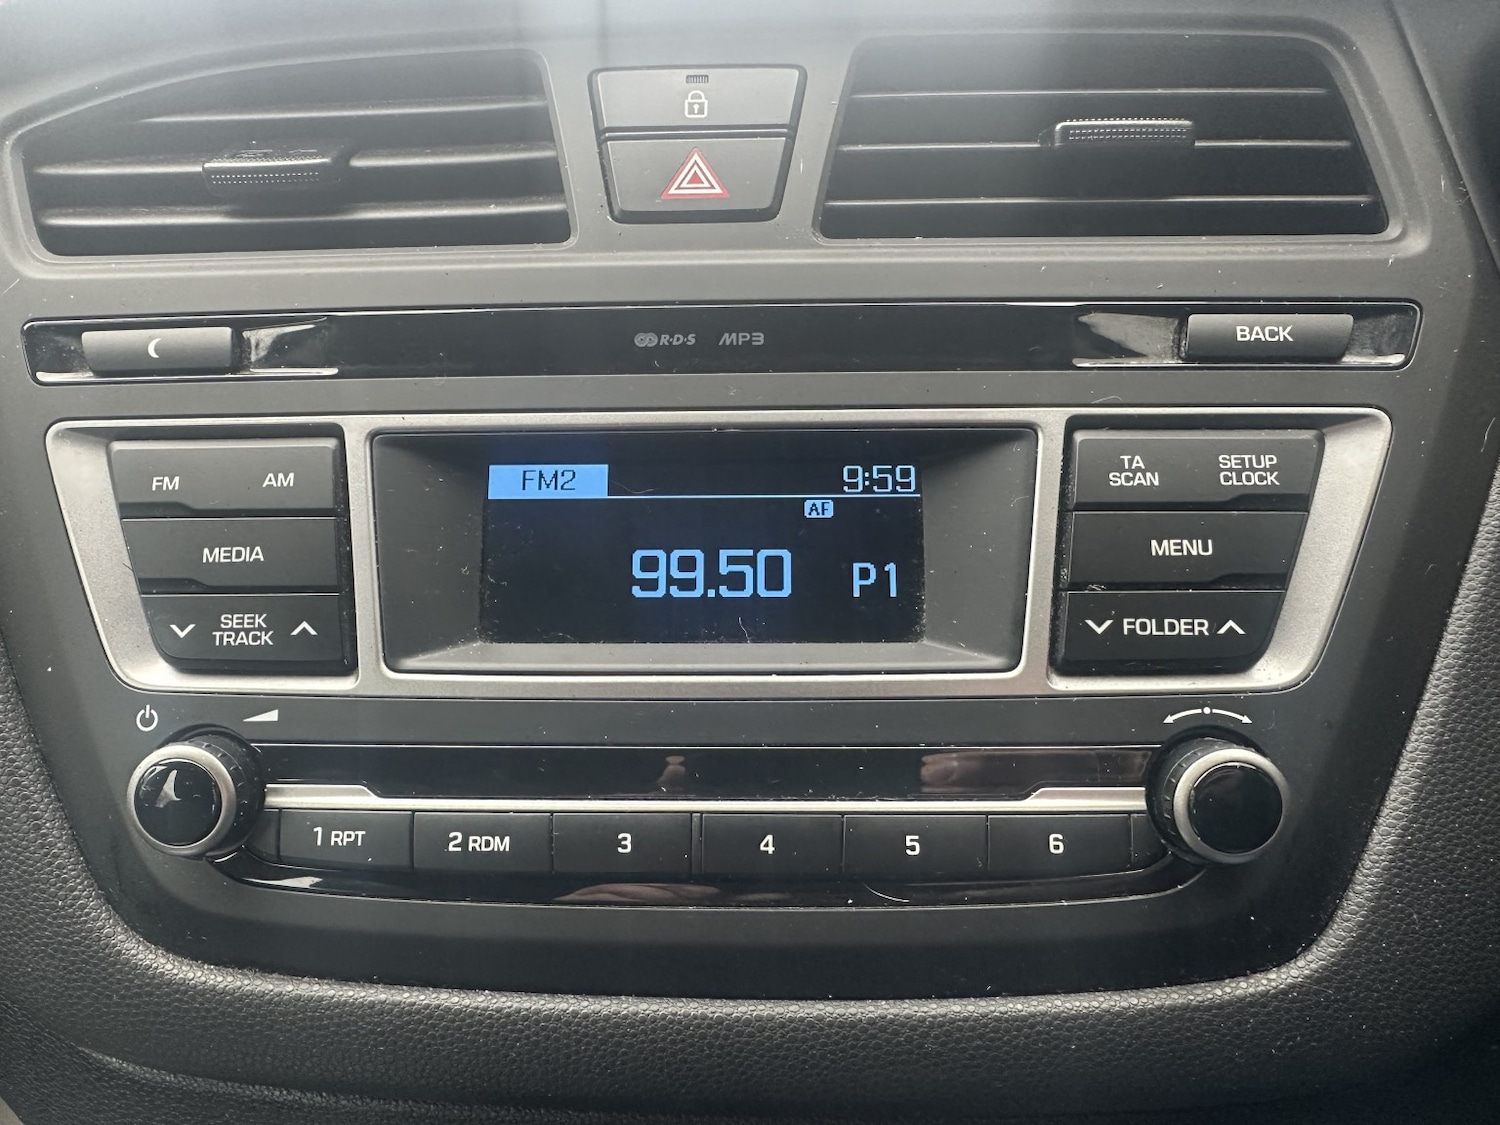 R·D·S MP3
BACK
FM AM
MEDIA
SEEK
TRACK
FM2 9:59
AF
99.50 P1
TA
SCAN
SETUP
CLOCK
MENU
FOLDER
1 RPT 2 RDM 3 4 5 6